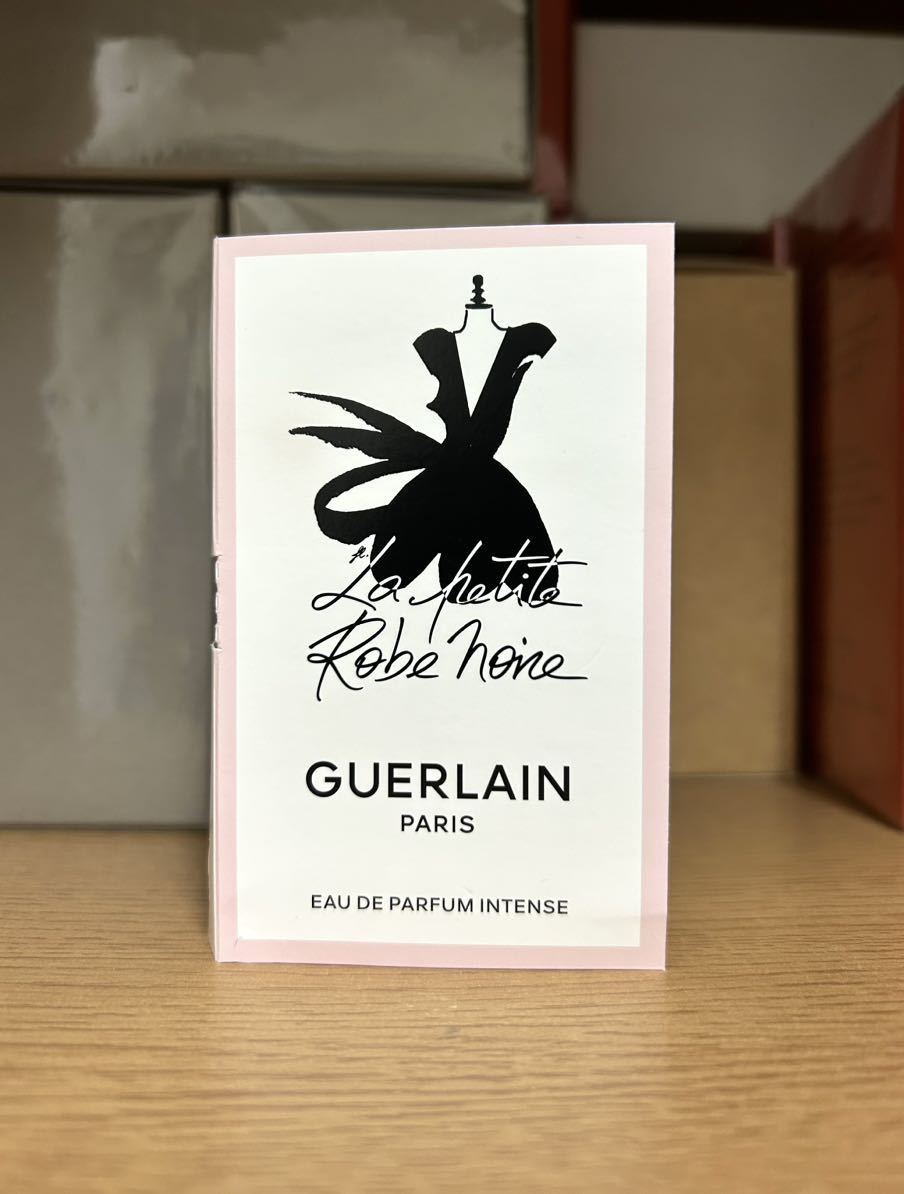 La petite
Robe Noire
GUERLAIN
PARIS
EAU DE PARFUM INTENSE